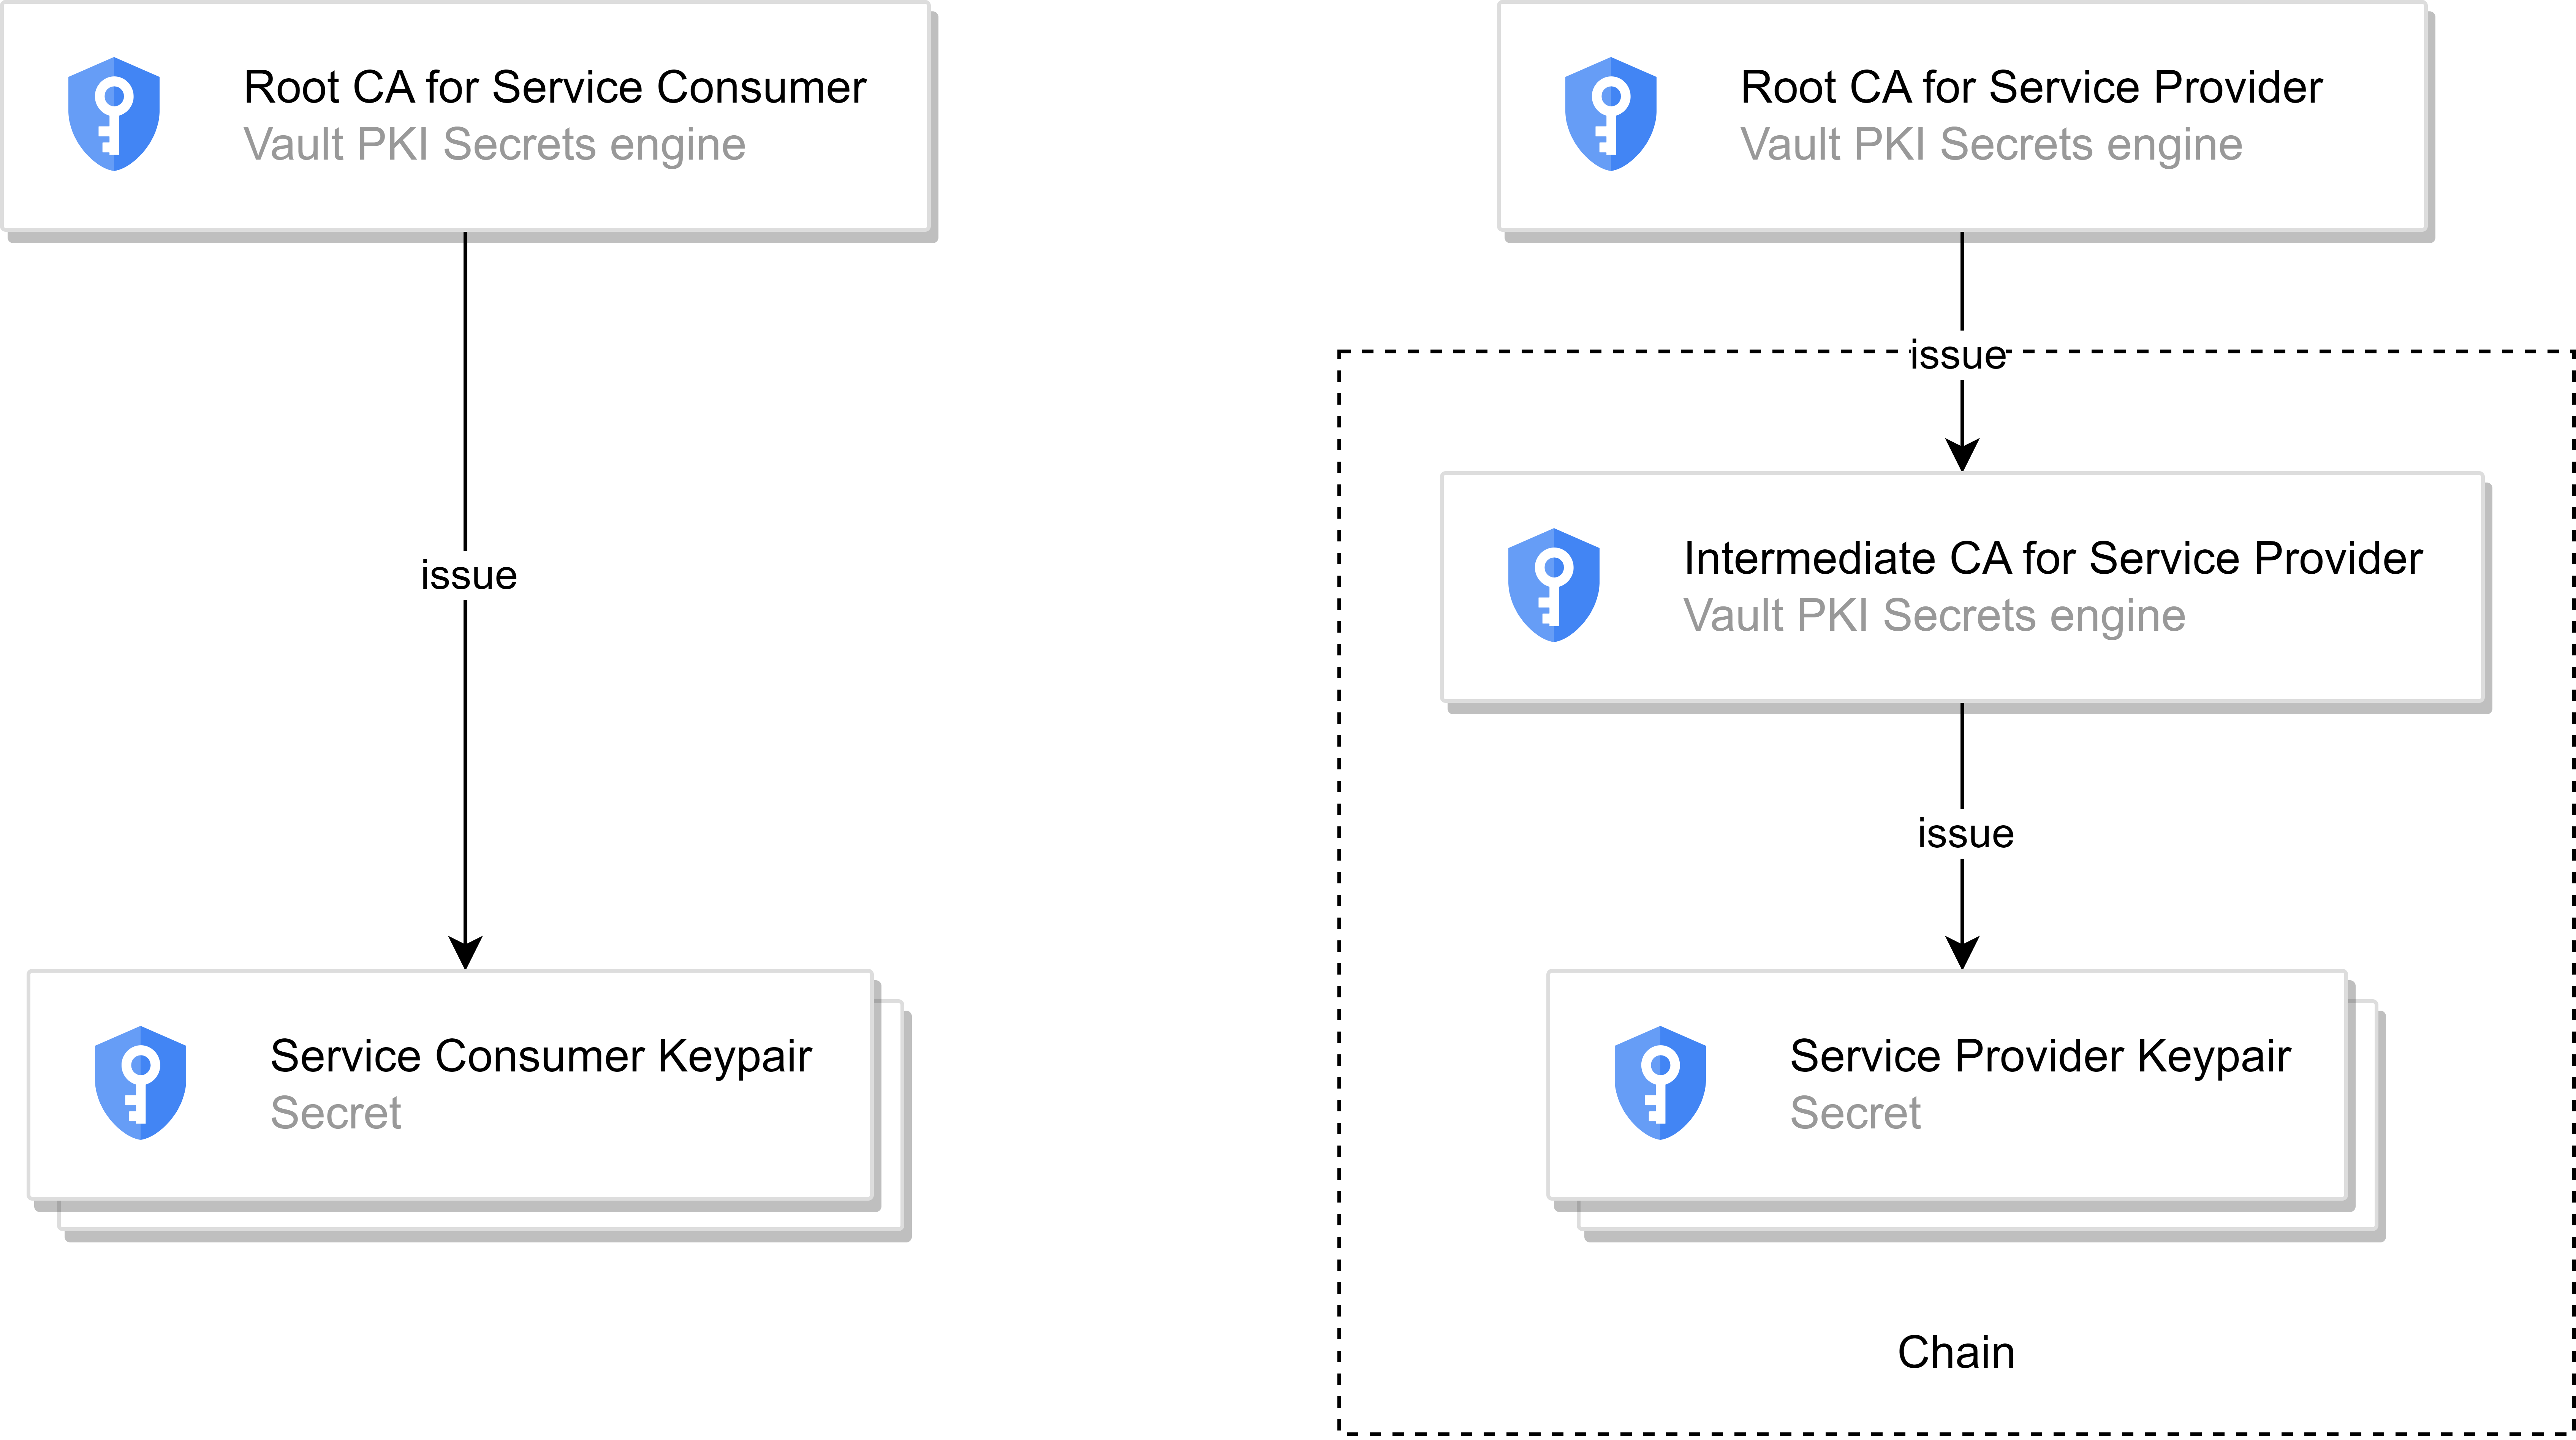 Root CA for Service Consumer
Vault PKI Secrets engine
issue
Service Consumer Keypair
Secret
Root CA for Service Provider
Vault PKI Secrets engine
issue
Intermediate CA for Service Provider
Vault PKI Secrets engine
issue
Service Provider Keypair
Secret
Chain